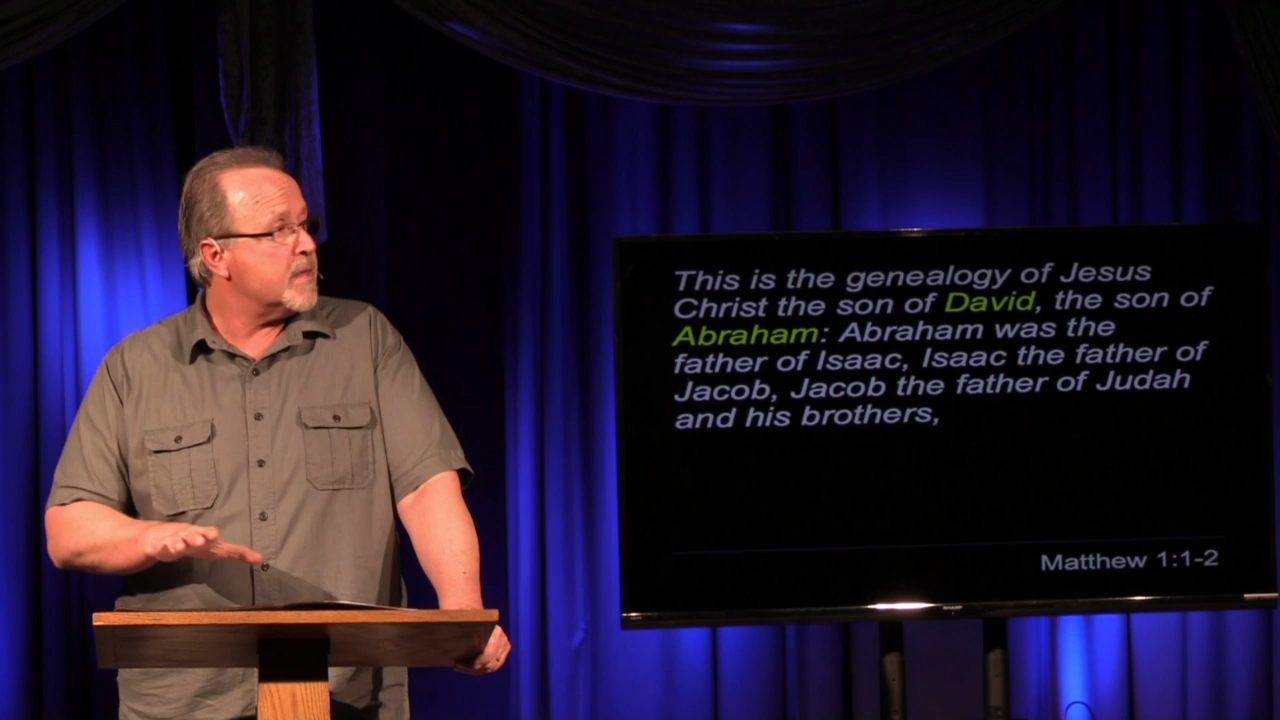 This is the genealogy of Jesus
Christ the son of David, the son of
Abraham: Abraham was the
father of Isaac, Isaac the father of
Jacob, Jacob the father of Judah
and his brothers,
Matthew 1:1-2